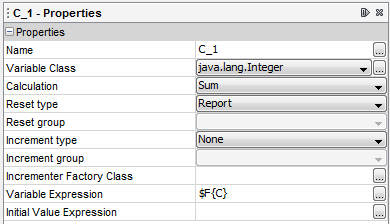 C_1 - Properties
Properties
Name C_1 ...
Variable Class java.lang.Integer ...
Calculation Sum
Reset type Report
Reset group
Increment type None
Increment group
Incrementer Factory Class ...
Variable Expression $F{C} ...
Initial Value Expression ...